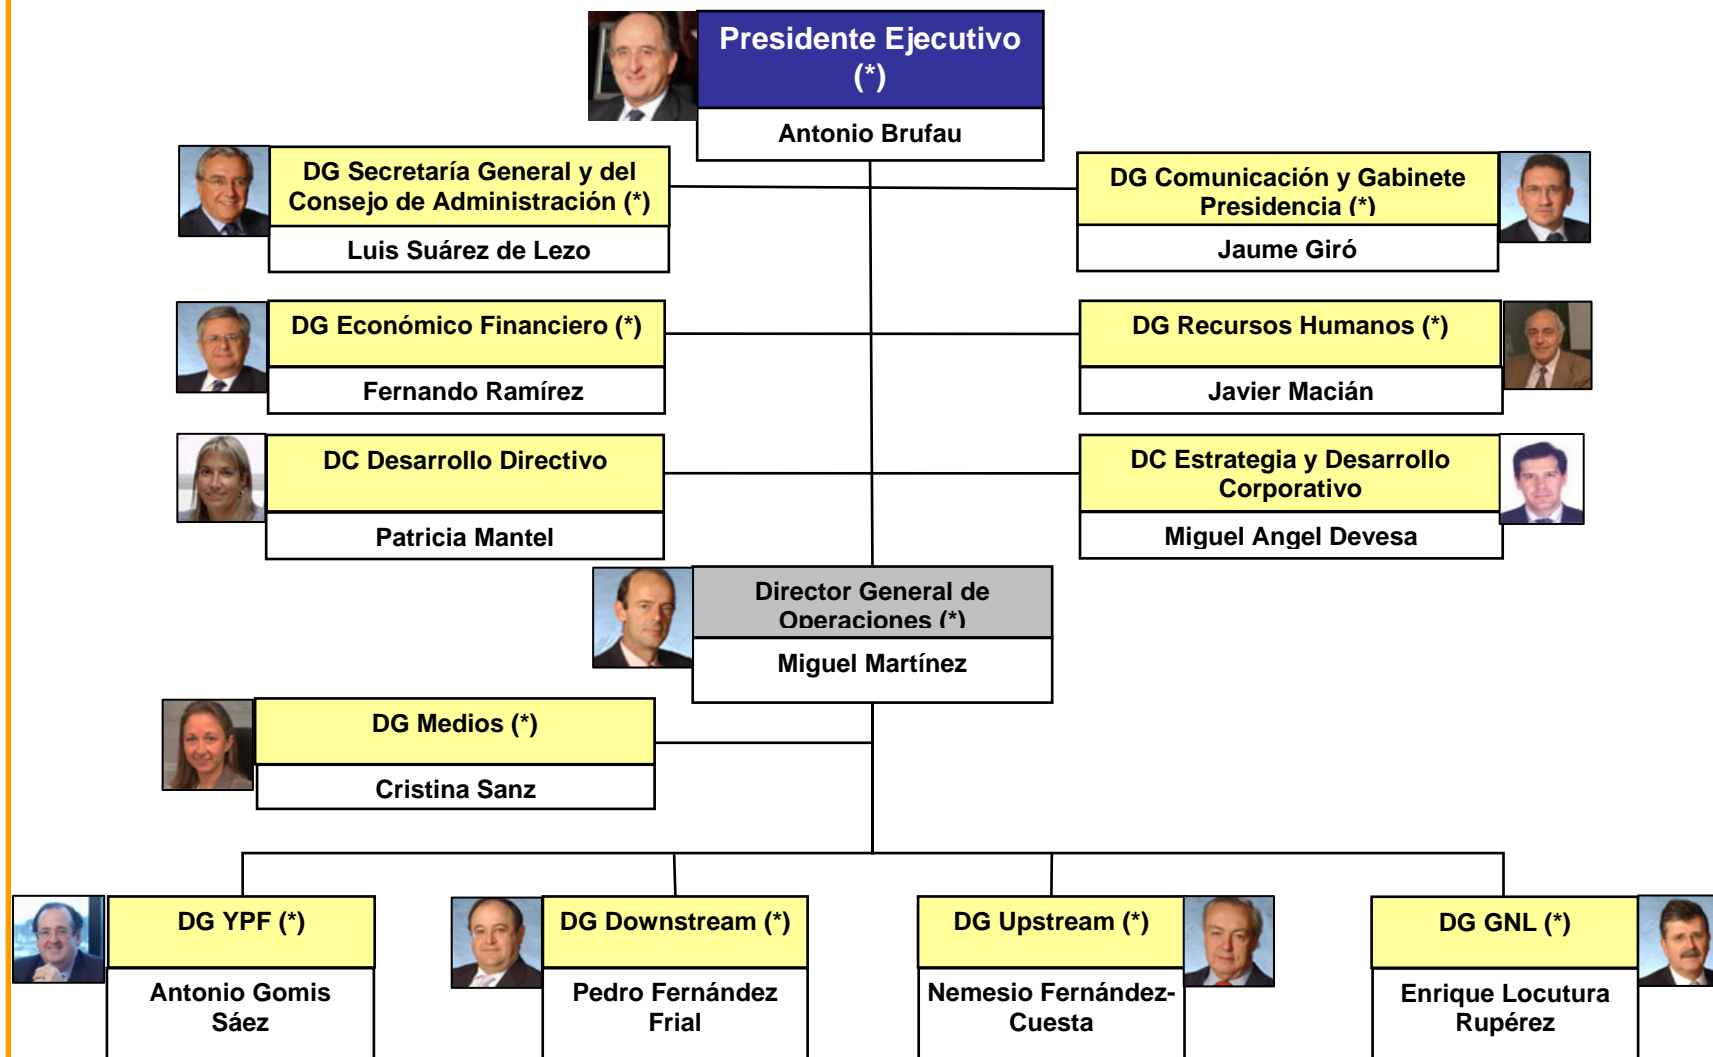 Presidente Ejecutivo
(*)
Antonio Brufau
DG Secretaría General y del
Consejo de Administración (*)
Luis Suárez de Lezo
DG Comunicación y Gabinete
Presidencia (*)
Jaume Giró
DG Económico Financiero (*)
Fernando Ramírez
DG Recursos Humanos (*)
Javier Macián
DC Desarrollo Directivo
Patricia Mantel
DC Estrategia y Desarrollo
Corporativo
Miguel Angel Devesa
Director General de
Operaciones (*)
Miguel Martínez
DG Medios (*)
Cristina Sanz
DG YPF (*)
Antonio Gomis
Sáez
DG Downstream (*)
Pedro Fernández
Frial
DG Upstream (*)
Nemesio Fernández-
Cuesta
DG GNL (*)
Enrique Locutura
Rupérez